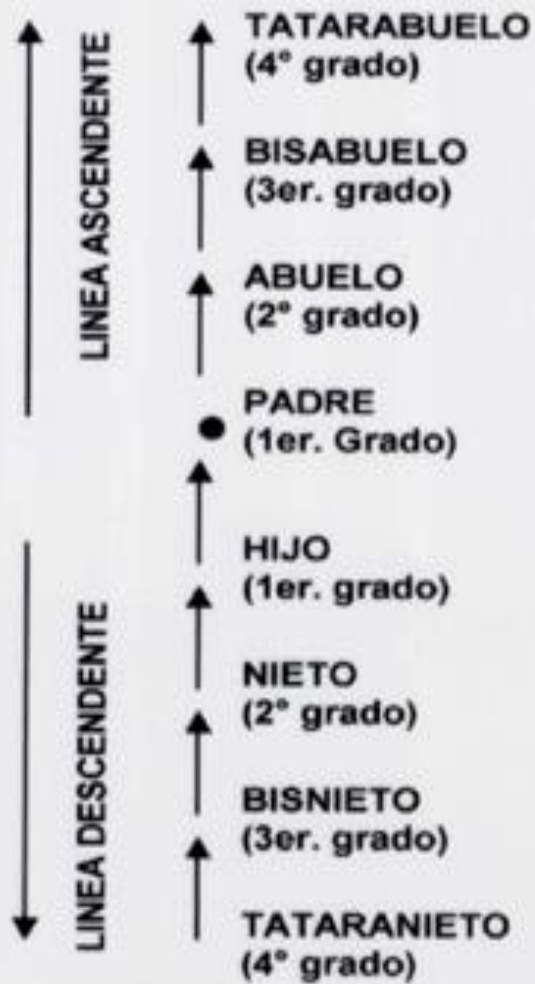 LINEA ASCENDENTE
TATARABUELO
(4° grado)
BISABUELO
(3er. grado)
ABUELO
(2° grado)
PADRE
(1er. Grado)
LINEA DESCENDENTE
HIJO
(1er. grado)
NIETO
(2° grado)
BISNIETO
(3er. grado)
TATARANIETO
(4° grado)